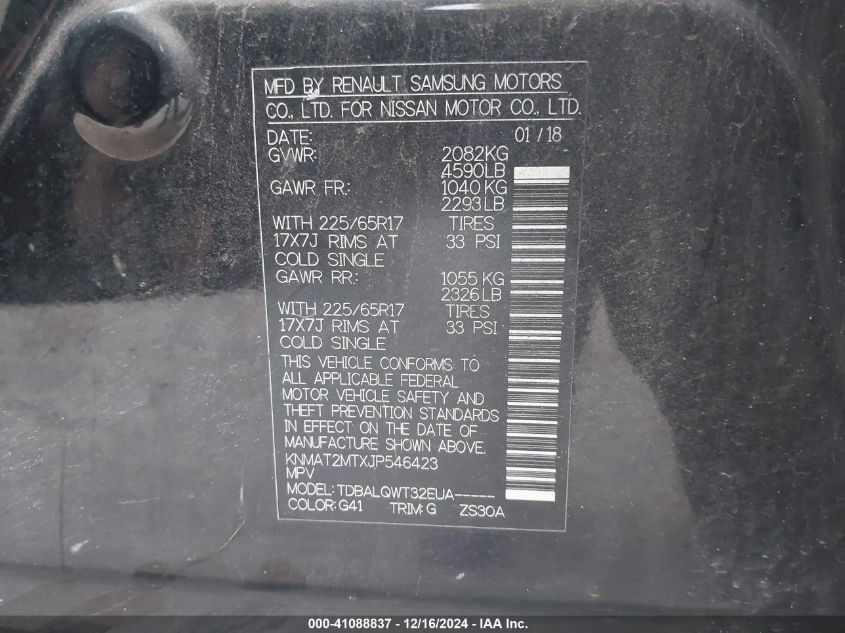 MFD BY RENAULT SAMSUNG MOTORS
CO., LTD. FOR NISSAN MOTOR CO., LTD.
DATE: 01/18
GVWR: 2082KG
4590LB
GAWR FR.: 1040KG
2293LB
WITH 225/65R17 TIRES
17X7J RIMS AT 33 PSI
COLD SINGLE
GAWR RR.: 1055KG
2326LB
WITH 225/65R17 TIRES
17X7J RIMS AT 33 PSI
COLD SINGLE
THIS VEHICLE CONFORMS TO
ALL APPLICABLE FEDERAL
MOTOR VEHICLE SAFETY AND
THEFT PREVENTION STANDARDS
IN EFFECT ON THE DATE OF
MANUFACTURE SHOWN ABOVE.
KNMAT2MTXJP546423
MPV
MODEL: TDBALQWT32EUA-----
COLOR: G41 TRIM: G ZS30A
000-41088837 - 12/16/2024 - IAA Inc.